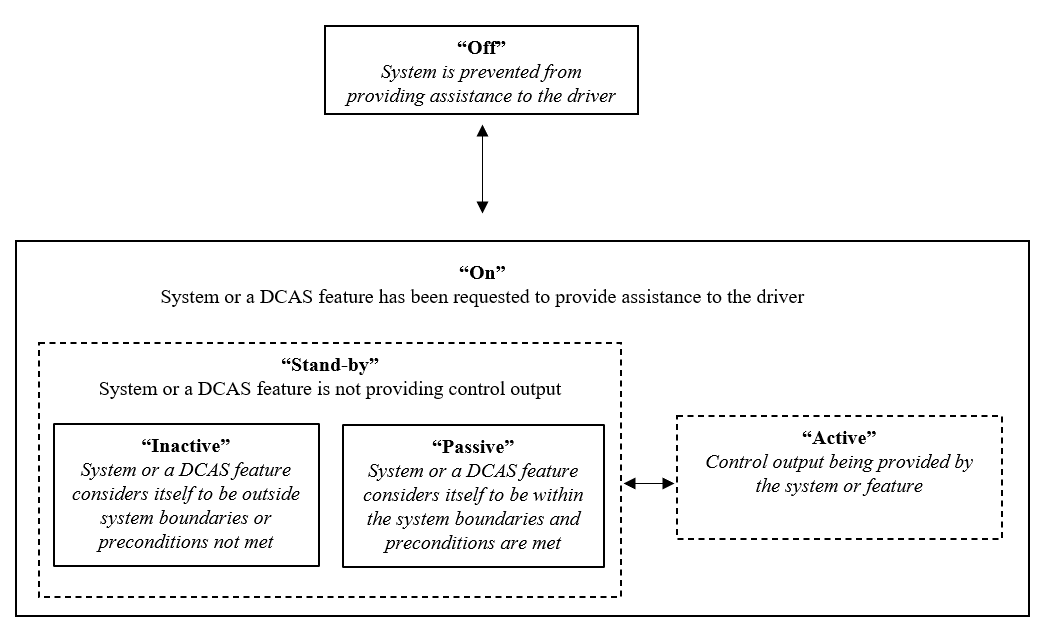 “Off”
System is prevented from
providing assistance to the driver
“On”
System or a DCAS feature has been requested to provide assistance to the driver
“Stand-by”
System or a DCAS feature is not providing control output
“Inactive”
System or a DCAS feature
considers itself to be outside
system boundaries or
preconditions not met
“Passive”
System or a DCAS feature
considers itself to be within
the system boundaries and
preconditions are met
“Active”
Control output being provided by
the system or feature